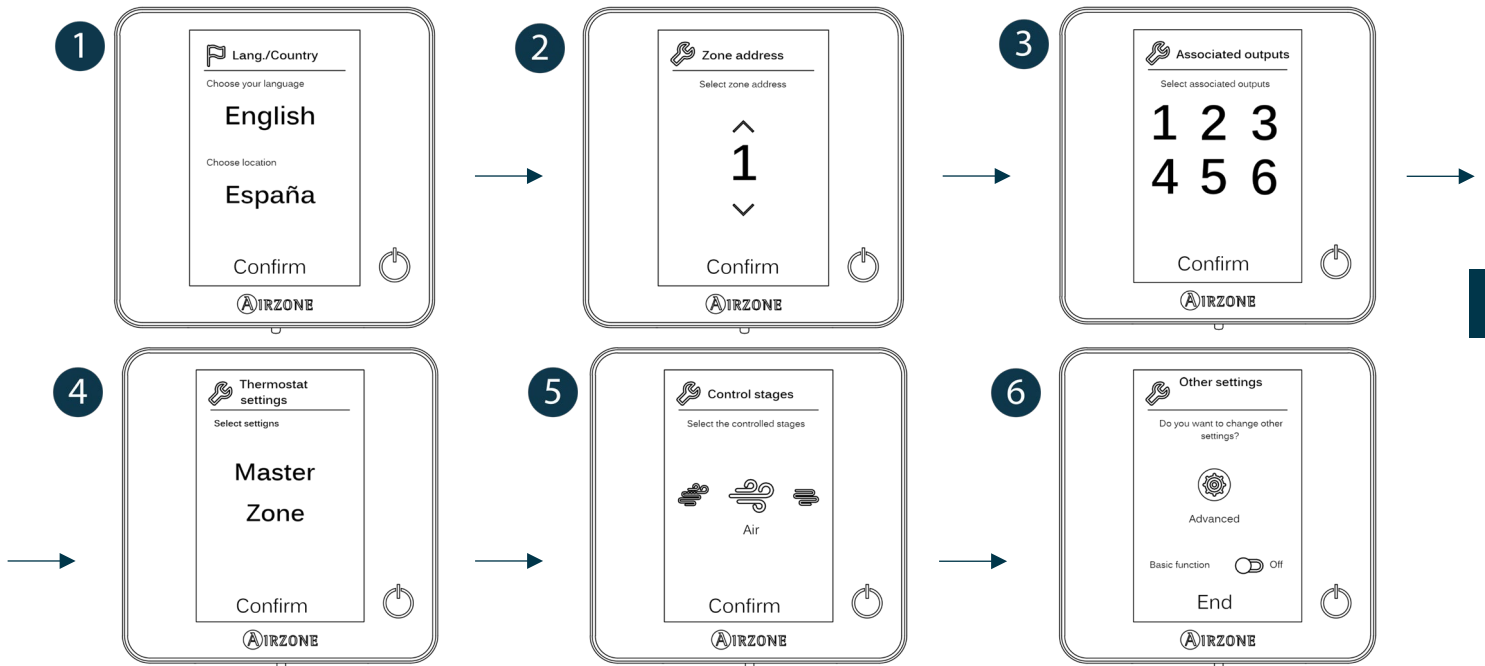 1
Lang./Country
Choose your language
English
Choose location
España
Confirm
AIRZONE
2
Zone address
Select zone address
1
Confirm
AIRZONE
3
Associated outputs
Select associated outputs
1 2 3
4 5 6
Confirm
AIRZONE
4
Thermostat
settings
Select settigns
Master
Zone
Confirm
AIRZONE
5
Control stages
Select the controlled stages
Air
Confirm
AIRZONE
6
Other settings
Do you want to change other
settings?
Advanced
Basic function Off
End
AIRZONE